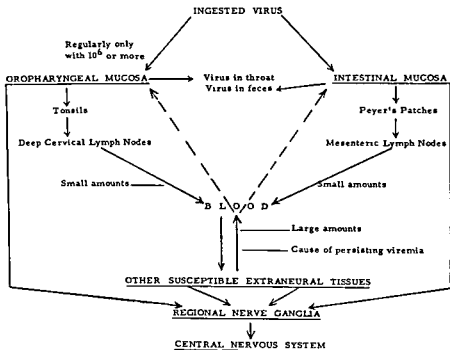 INGESTED VIRUS
Regularly only
with 10⁶ or more
OROPHARYNGEAL MUCOSA
Virus in throat
Virus in feces
INTESTINAL MUCOSA
Tonsils
Peyer's Patches
Deep Cervical Lymph Nodes
Mesenteric Lymph Nodes
Small amounts
Small amounts
BLOOD
Large amounts
Cause of persisting viremia
OTHER SUSCEPTIBLE EXTRANEURAL TISSUES
REGIONAL NERVE GANGLIA
CENTRAL NERVOUS SYSTEM